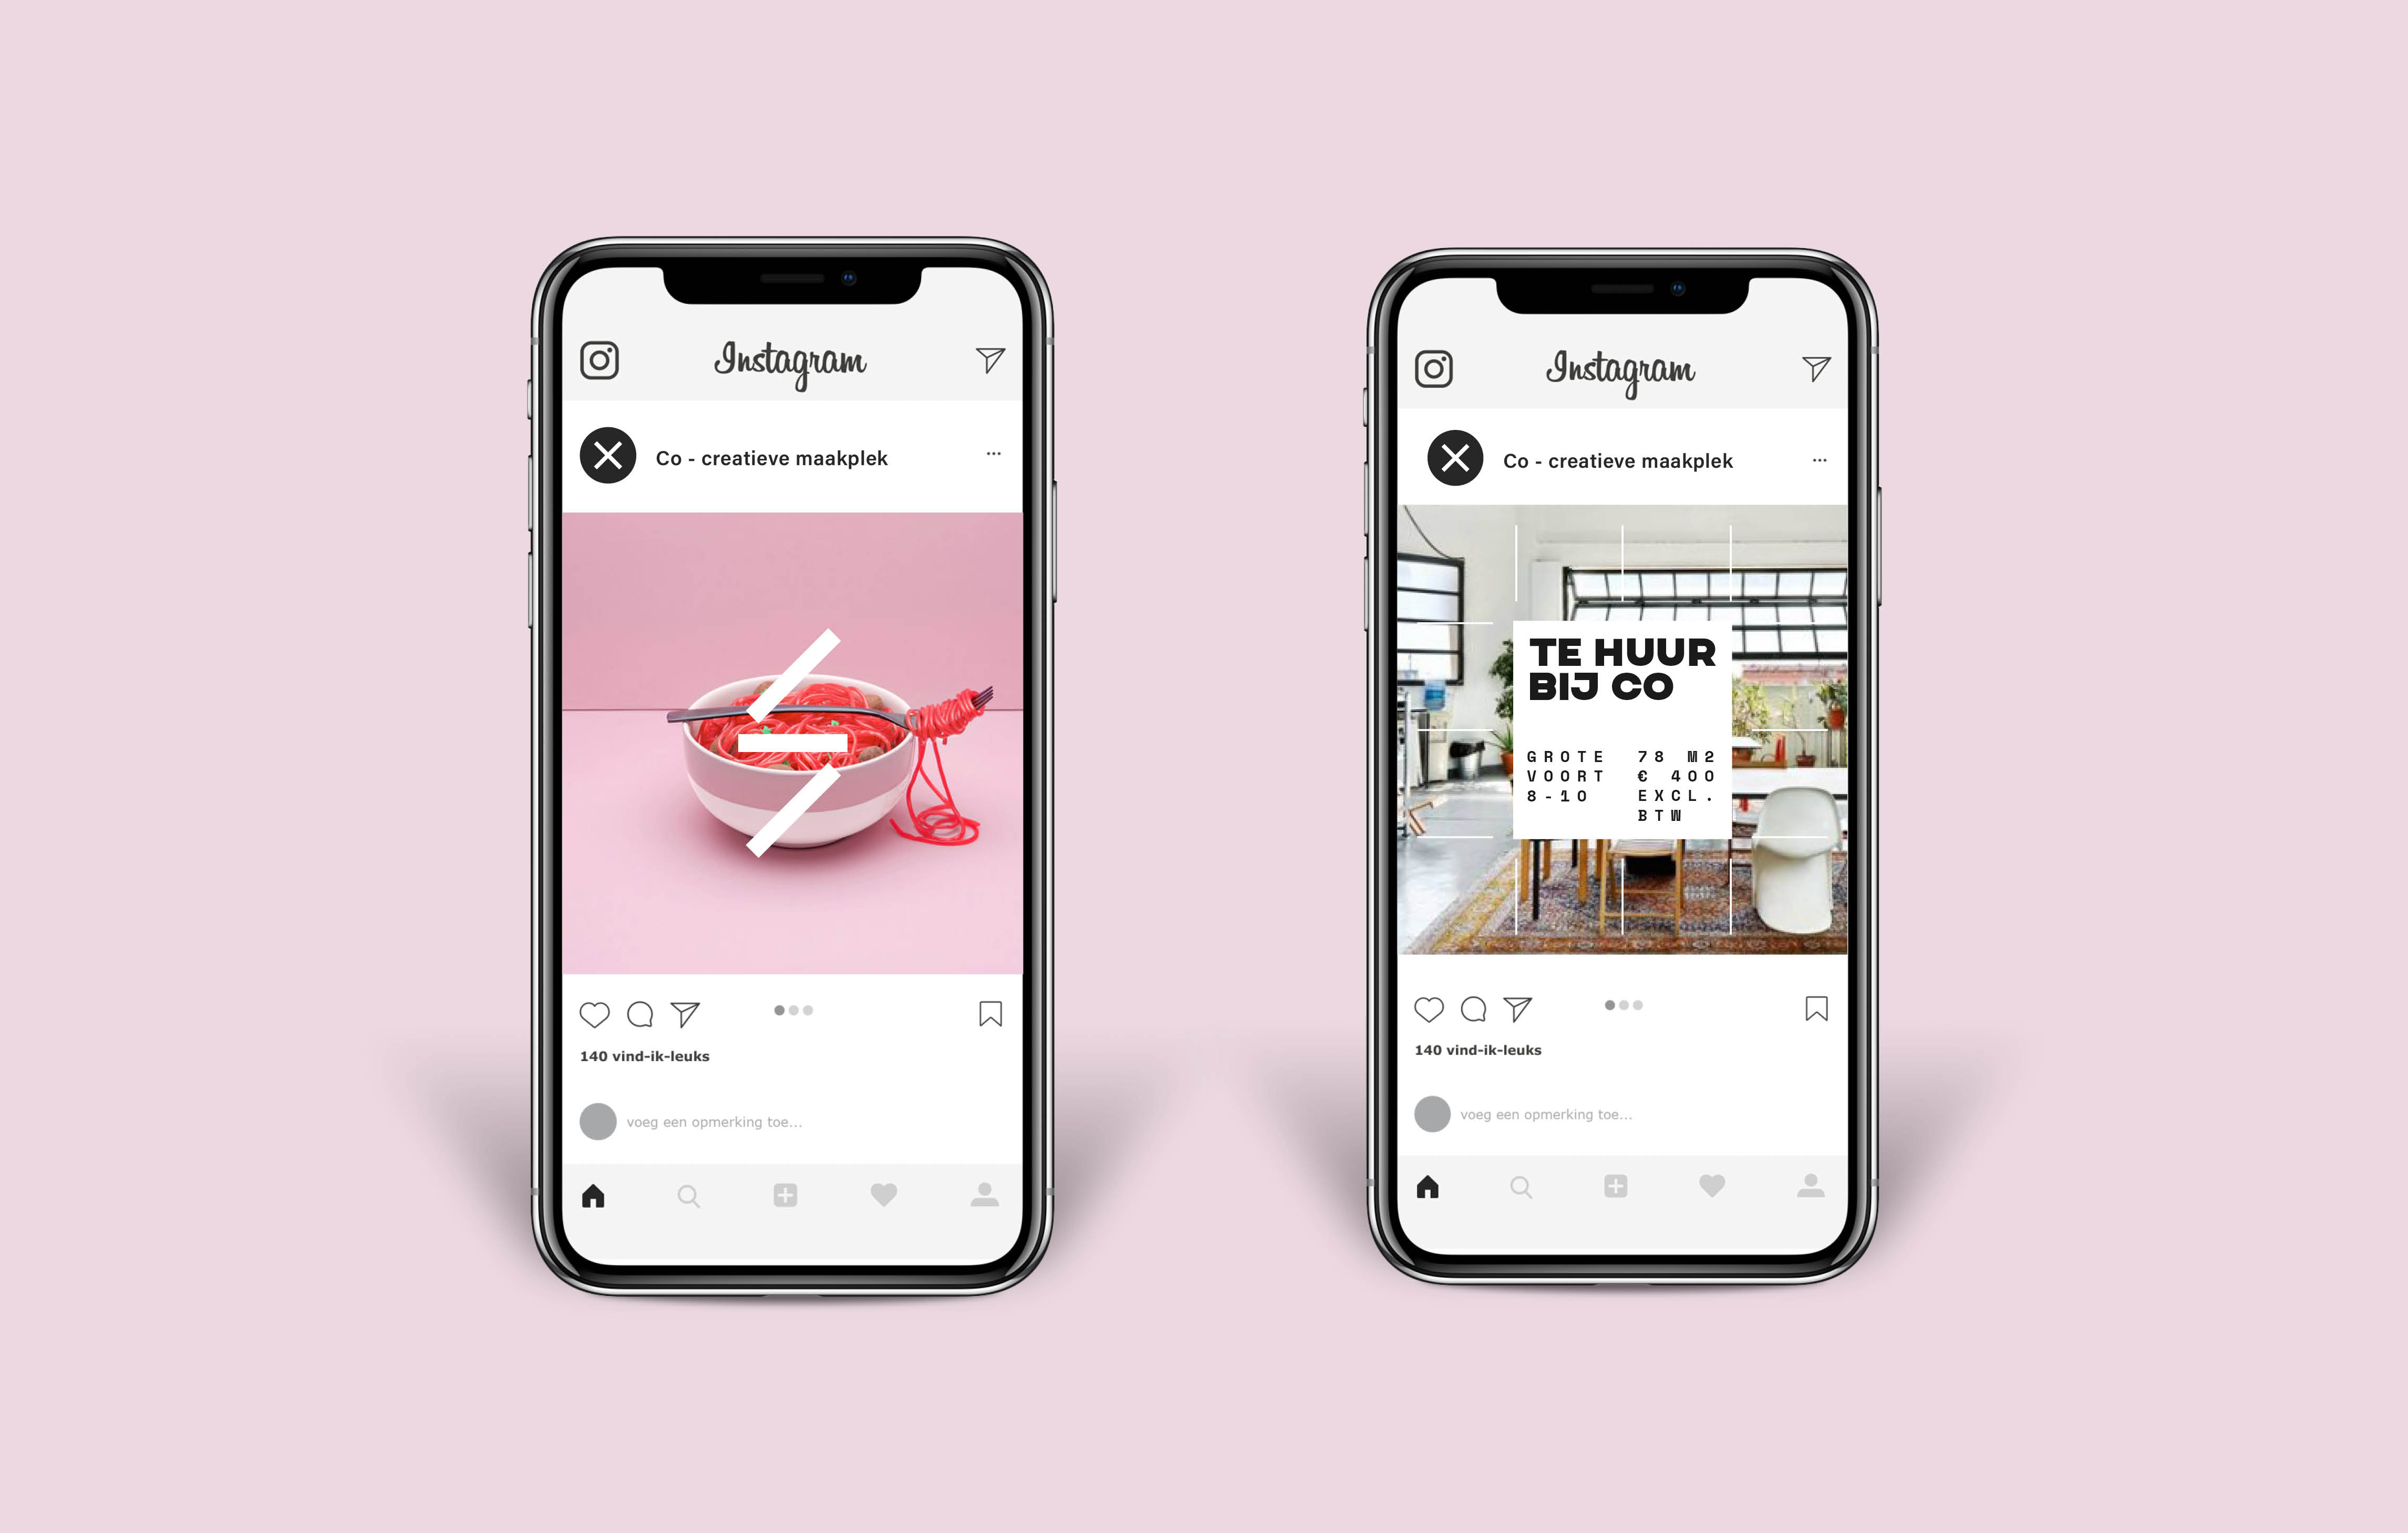 Instagram
Co - creatieve maakplek
140 vind-ik-leuks
voeg een opmerking toe...
Instagram
Co - creatieve maakplek
TE HUUR
BIJ CO
GROTE
VOORT
8-10
78 M2
€ 400
EXCL.
BTW
140 vind-ik-leuks
voeg een opmerking toe...